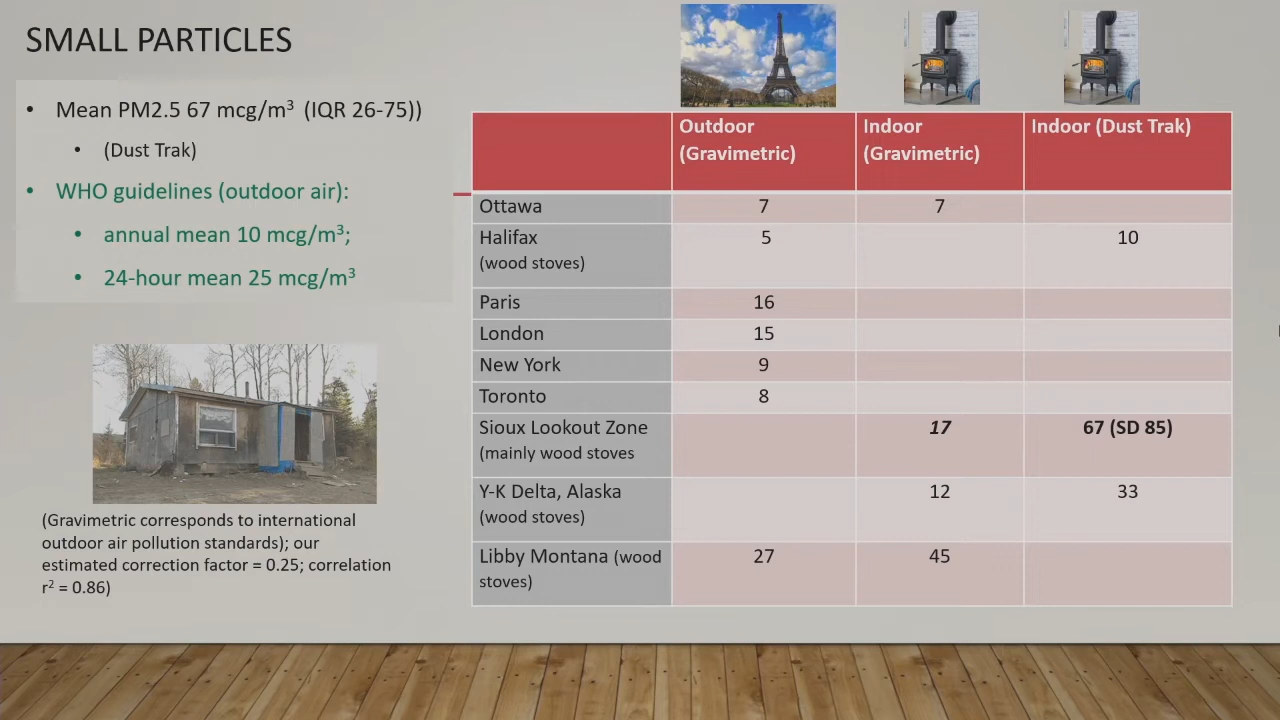 SMALL PARTICLES
• Mean PM2.5 67 mcg/m³ (IQR 26-75))
• (Dust Trak)
• WHO guidelines (outdoor air):
• annual mean 10 mcg/m³;
• 24-hour mean 25 mcg/m³
(Gravimetric corresponds to international
outdoor air pollution standards); our
estimated correction factor = 0.25; correlation
r² = 0.86)
Outdoor (Gravimetric) Indoor (Gravimetric) Indoor (Dust Trak)
Ottawa 7 7
Halifax 5 10
(wood stoves)
Paris 16
London 15
New York 9
Toronto 8
Sioux Lookout Zone 17 67 (SD 85)
(mainly wood stoves
Y-K Delta, Alaska 12 33
(wood stoves)
Libby Montana (wood 27 45
stoves)